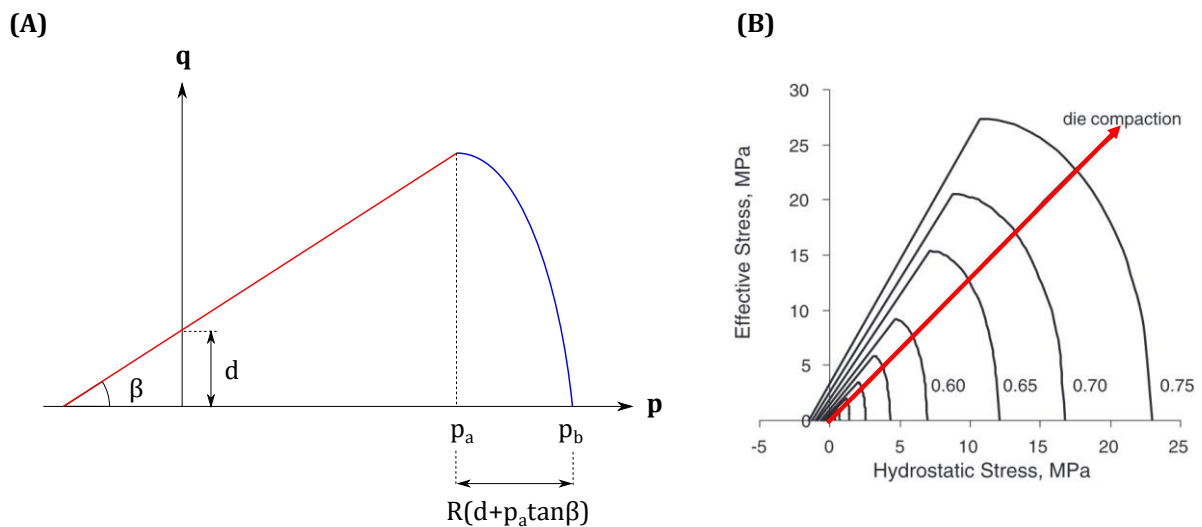 (A)
q
β
d
p
pₐ
p_b
R(d+pₐtanβ)
(B)
30
25
20
15
10
5
0
Effective Stress, MPa
die compaction
0.60
0.65
0.70
0.75
-5
0
5
10
15
20
25
Hydrostatic Stress, MPa